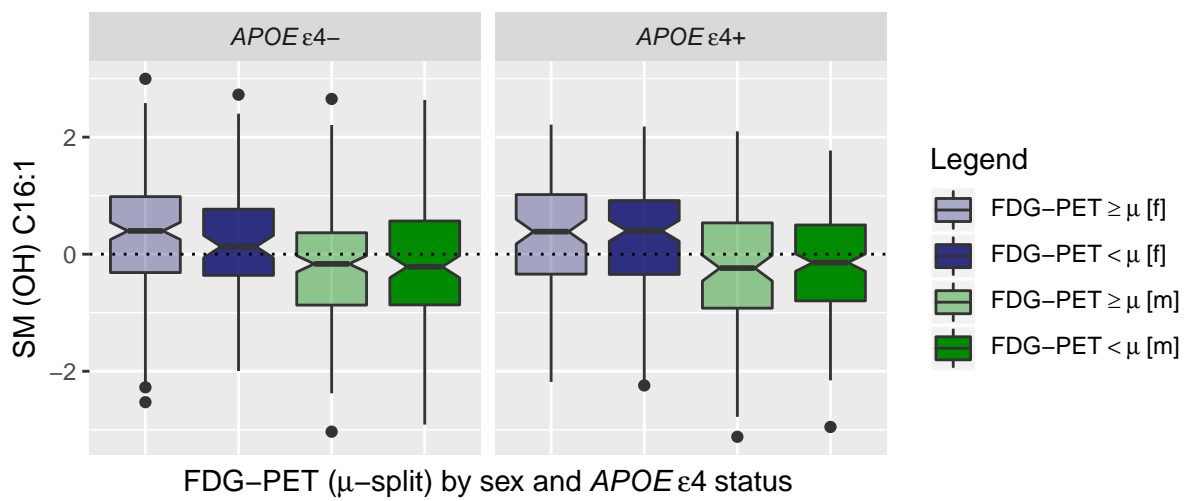 APOE ε4−
APOE ε4+
SM (OH) C16:1
2
0
−2
FDG−PET (μ−split) by sex and APOE ε4 status
Legend
FDG−PET ≥ μ [f]
FDG−PET < μ [f]
FDG−PET ≥ μ [m]
FDG−PET < μ [m]